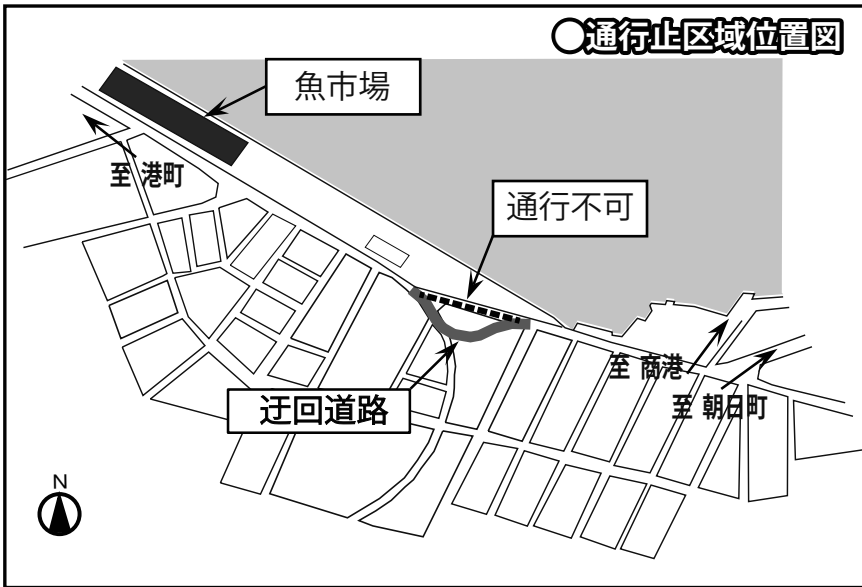 ○通行止区域位置図
魚市場
至 港町
通行不可
至 商港
迂回道路
至 朝日町
N